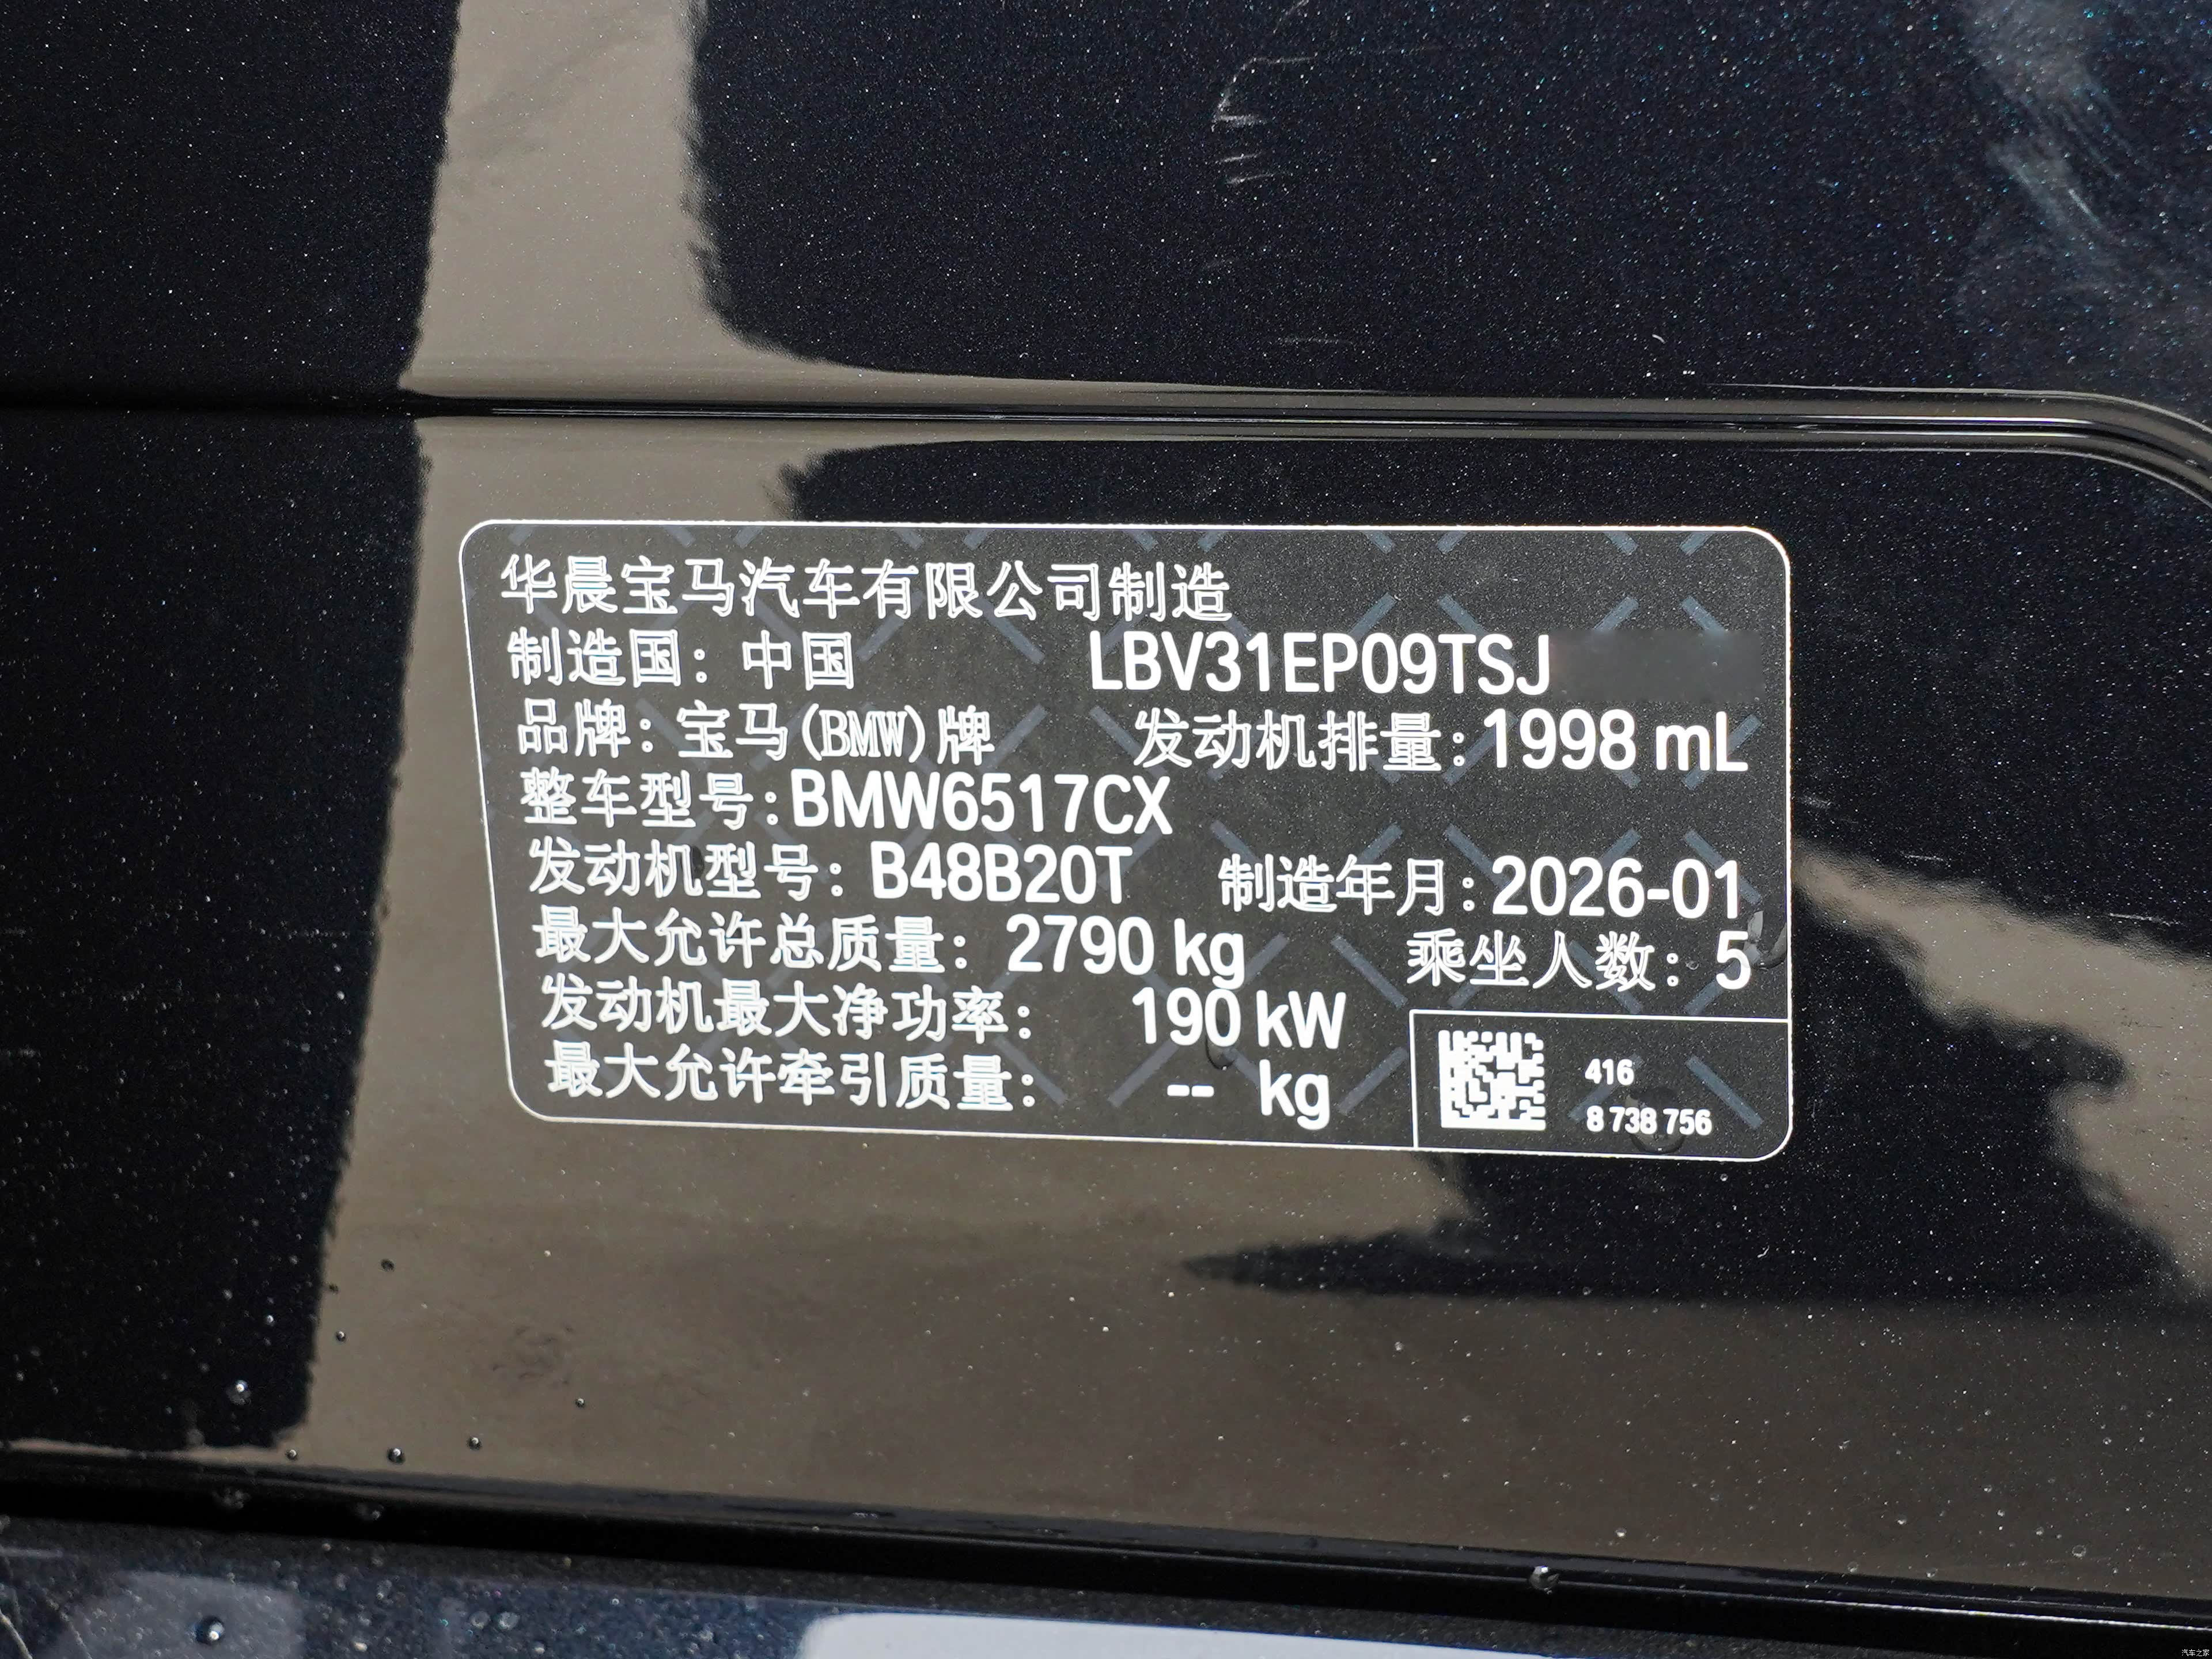 华晨宝马汽车有限公司制造
制造国：中国 LBV31EP09TSJ
品牌：宝马(BMW)牌 发动机排量：1998 mL
整车型号：BMW6517CX
发动机型号：B48B20T 制造年月：2026-01
最大允许总质量：2790 kg 乘坐人数：5
发动机最大净功率：190 kW
最大允许牵引质量：-- kg
416
8 738 756
汽车之家